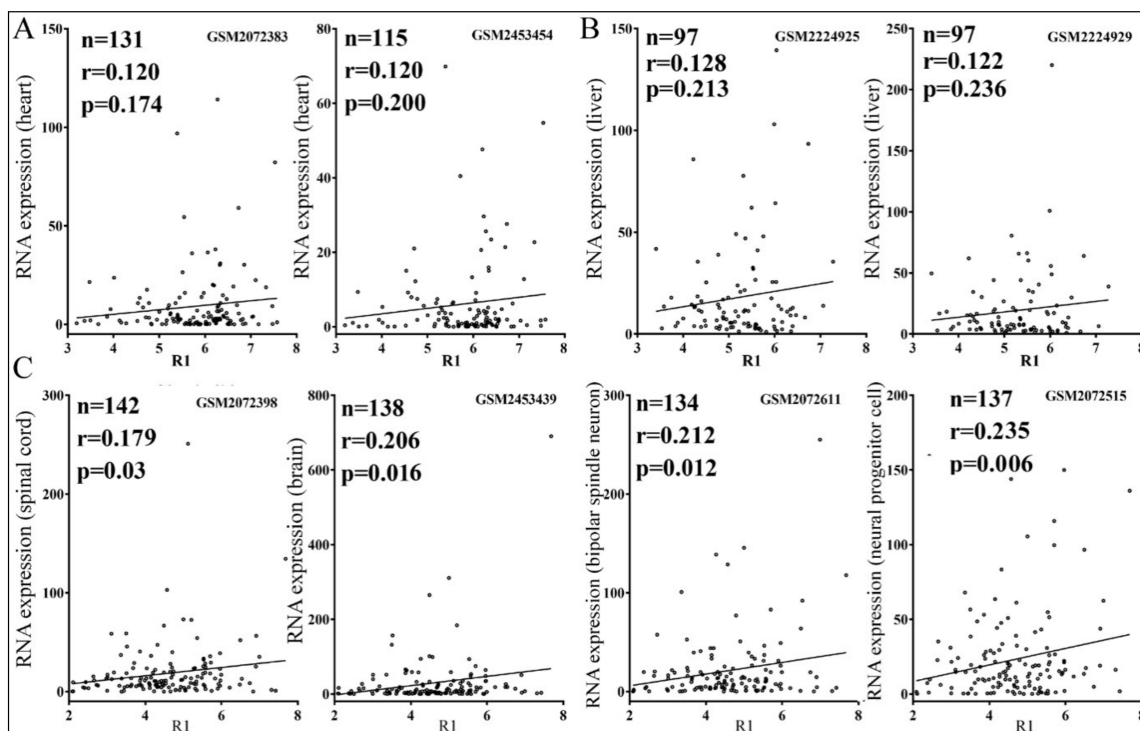 A
n=131
r=0.120
p=0.174
GSM2072383
RNA expression (heart)
150
100
50
0
3 4 5 6 7 8
R1
n=115
r=0.120
p=0.200
GSM2453454
RNA expression (heart)
80
60
40
20
0
3 4 5 6 7 8
R1
B
n=97
r=0.128
p=0.213
GSM2224925
RNA expression (liver)
150
100
50
0
3 4 5 6 7 8
R1
n=97
r=0.122
p=0.236
GSM2224929
RNA expression (liver)
250
200
150
100
50
0
3 4 5 6 7 8
R1
C
n=142
r=0.179
p=0.03
GSM2072398
RNA expression (spinal cord)
300
200
100
0
2 4 6 8
R1
n=138
r=0.206
p=0.016
GSM2453439
RNA expression (brain)
800
600
400
200
0
2 4 6 8
R1
n=134
r=0.212
p=0.012
GSM2072611
RNA expression (bipolar spindle neuron)
300
200
100
0
2 4 6 8
R1
n=137
r=0.235
p=0.006
GSM2072515
RNA expression (neural progenitor cell)
200
150
100
50
0
2 4 6 8
R1